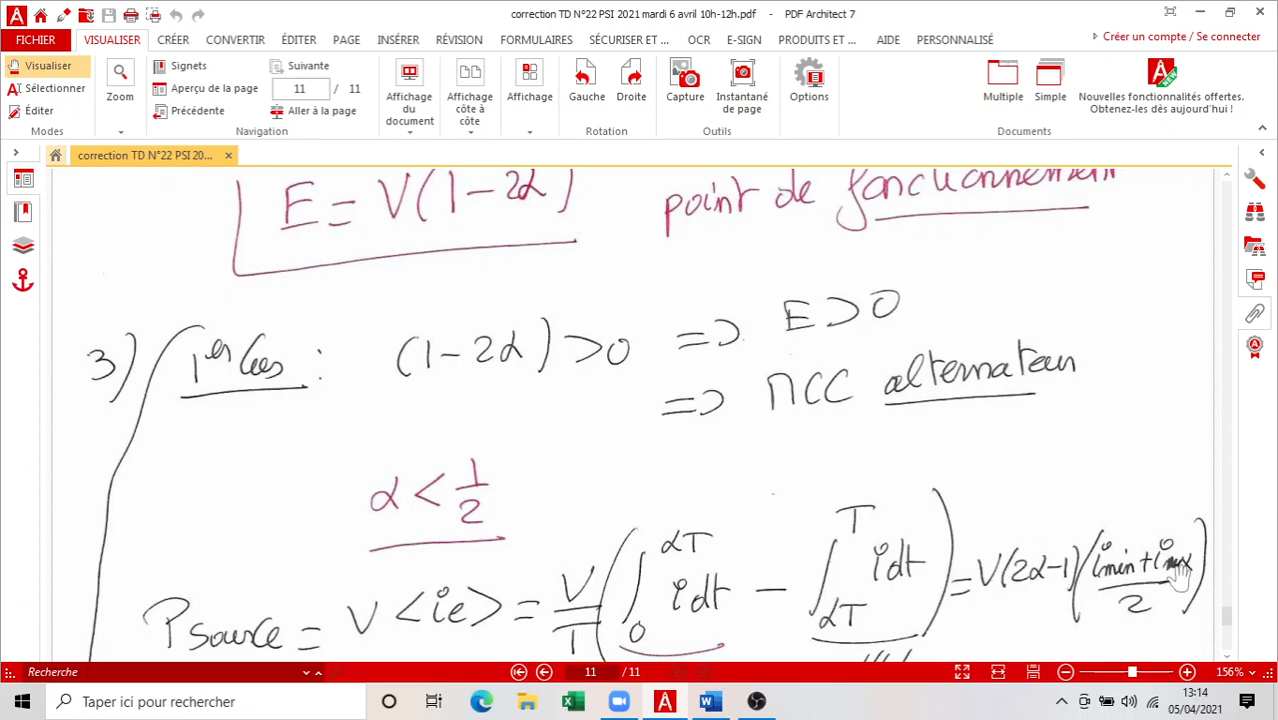 correction TD N°22 PSI 2021 mardi 6 avril 10h-12h.pdf - PDF Architect 7
FICHIER VISUALISER CRÉER CONVERTIR ÉDITER PAGE INSÉRER RÉVISION FORMULAIRES SÉCURISER ET ... OCR E-SSN PRODUITS ET ... AIDE PERSONNALISÉ Créer un compte / Se connecter
Visualiser Signets Suivante
Sélectionner Aperçu de la page 11 / 11
Éditer Précédente Aller à la page
Zoom
Affichage du document
Affichage côte à côte
Affichage
Gauche Droite
Capture
Instantané de page
Options
Multiple Simple
Nouvelles fonctionnalités offertes.
Obtenez-les dès aujourd'hui !
Modes Navigation Rotation Outils Documents
correction TD N°22 PSI 20...
E = V(1-2α) point de fonctionnement
3) 1er Cas : (1-2α) >0 => E>0
=> MCC alternateur
α < 1/2
Psource = V <ie> = V/T ( ∫0^αT i dt - ∫αT^T i dt ) = V(2α-1) ( (imin + imax)/2 )
Recherche 11 / 11 156%
Taper ici pour rechercher
13:14
05/04/2021